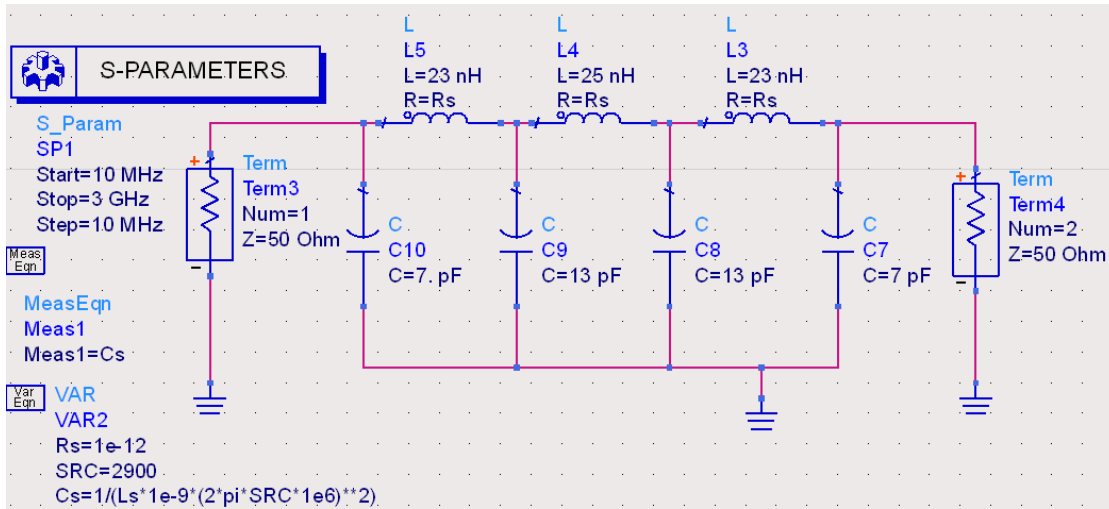 S-PARAMETERS
S_Param
SP1
Start=10 MHz
Stop=3 GHz
Step=10 MHz
Meas
Eqn
MeasEqn
Meas1
Meas1=Cs
Var
Eqn
VAR
VAR2
Rs=1e-12
SRC=2900
Cs=1/(Ls*1e-9*(2*pi*SRC*1e6)**2)
+
Term
Term3
Num=1
Z=50 Ohm
-
L
L5
L=23 nH
R=Rs
L
L4
L=25 nH
R=Rs
L
L3
L=23 nH
R=Rs
C
C10
C=7. pF
C
C9
C=13 pF
C
C8
C=13 pF
C
C7
C=7 pF
+
Term
Term4
Num=2
Z=50 Ohm
-